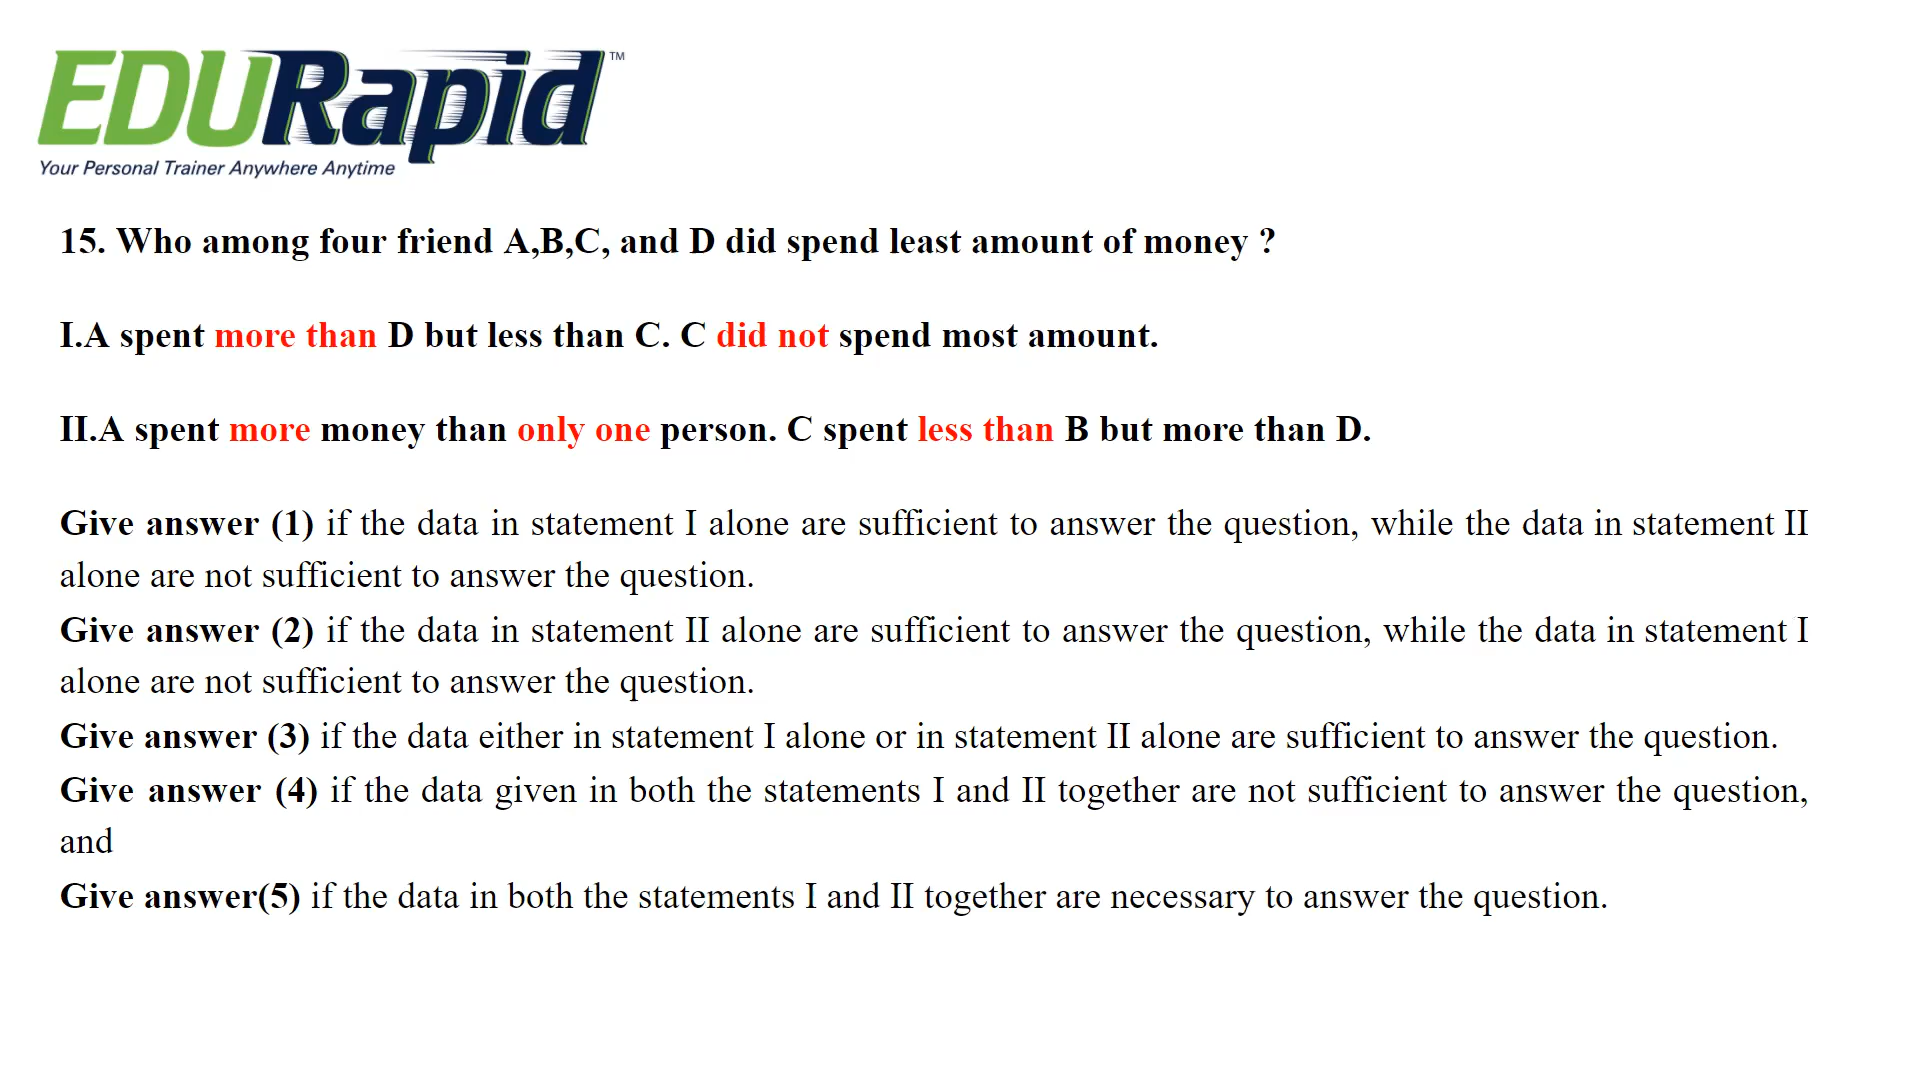 EDURapid™
Your Personal Trainer Anywhere Anytime
15. Who among four friend A,B,C, and D did spend least amount of money ?
I.A spent more than D but less than C. C did not spend most amount.
II.A spent more money than only one person. C spent less than B but more than D.
Give answer (1) if the data in statement I alone are sufficient to answer the question, while the data in statement II
alone are not sufficient to answer the question.
Give answer (2) if the data in statement II alone are sufficient to answer the question, while the data in statement I
alone are not sufficient to answer the question.
Give answer (3) if the data either in statement I alone or in statement II alone are sufficient to answer the question.
Give answer (4) if the data given in both the statements I and II together are not sufficient to answer the question,
and
Give answer(5) if the data in both the statements I and II together are necessary to answer the question.